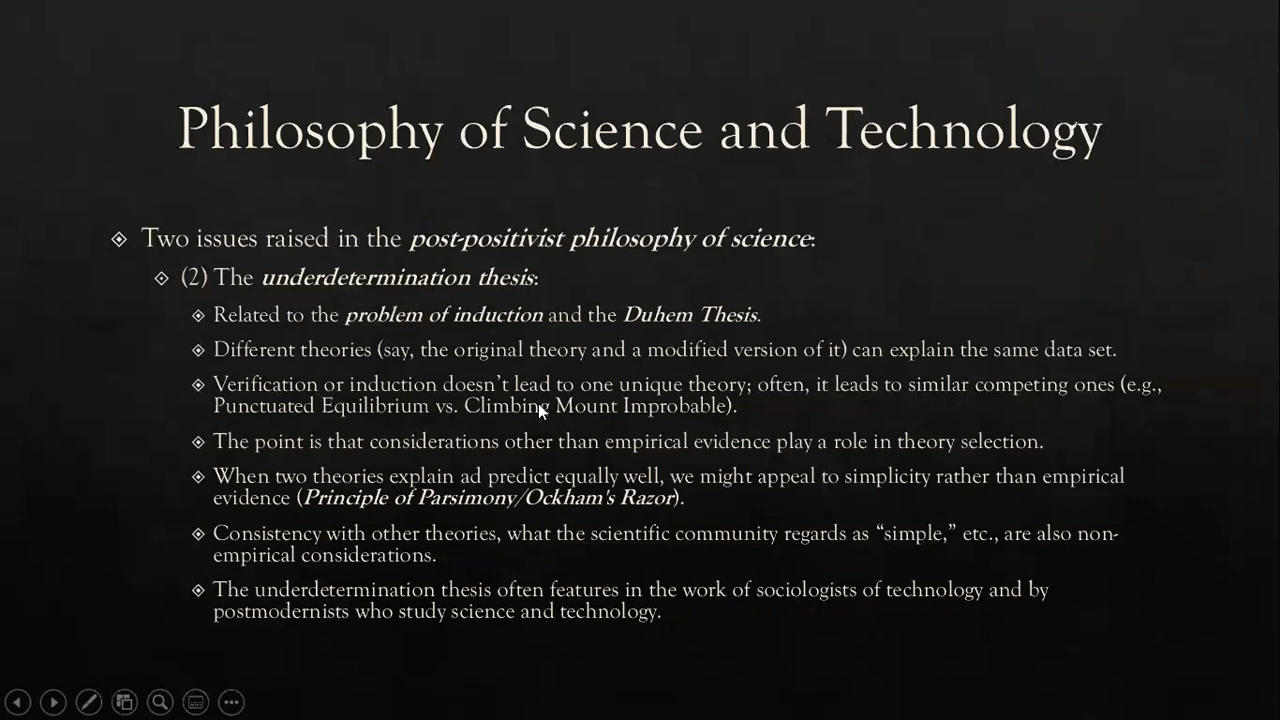 Philosophy of Science and Technology
Two issues raised in the post-positivist philosophy of science:
(2) The underdetermination thesis:
Related to the problem of induction and the Duhem Thesis.
Different theories (say, the original theory and a modified version of it) can explain the same data set.
Verification or induction doesn't lead to one unique theory; often, it leads to similar competing ones (e.g.,
Punctuated Equilibrium vs. Climbing Mount Improbable).
The point is that considerations other than empirical evidence play a role in theory selection.
When two theories explain ad predict equally well, we might appeal to simplicity rather than empirical
evidence (Principle of Parsimony/Ockham's Razor).
Consistency with other theories, what the scientific community regards as “simple,” etc., are also non-
empirical considerations.
The underdetermination thesis often features in the work of sociologists of technology and by
postmodernists who study science and technology.